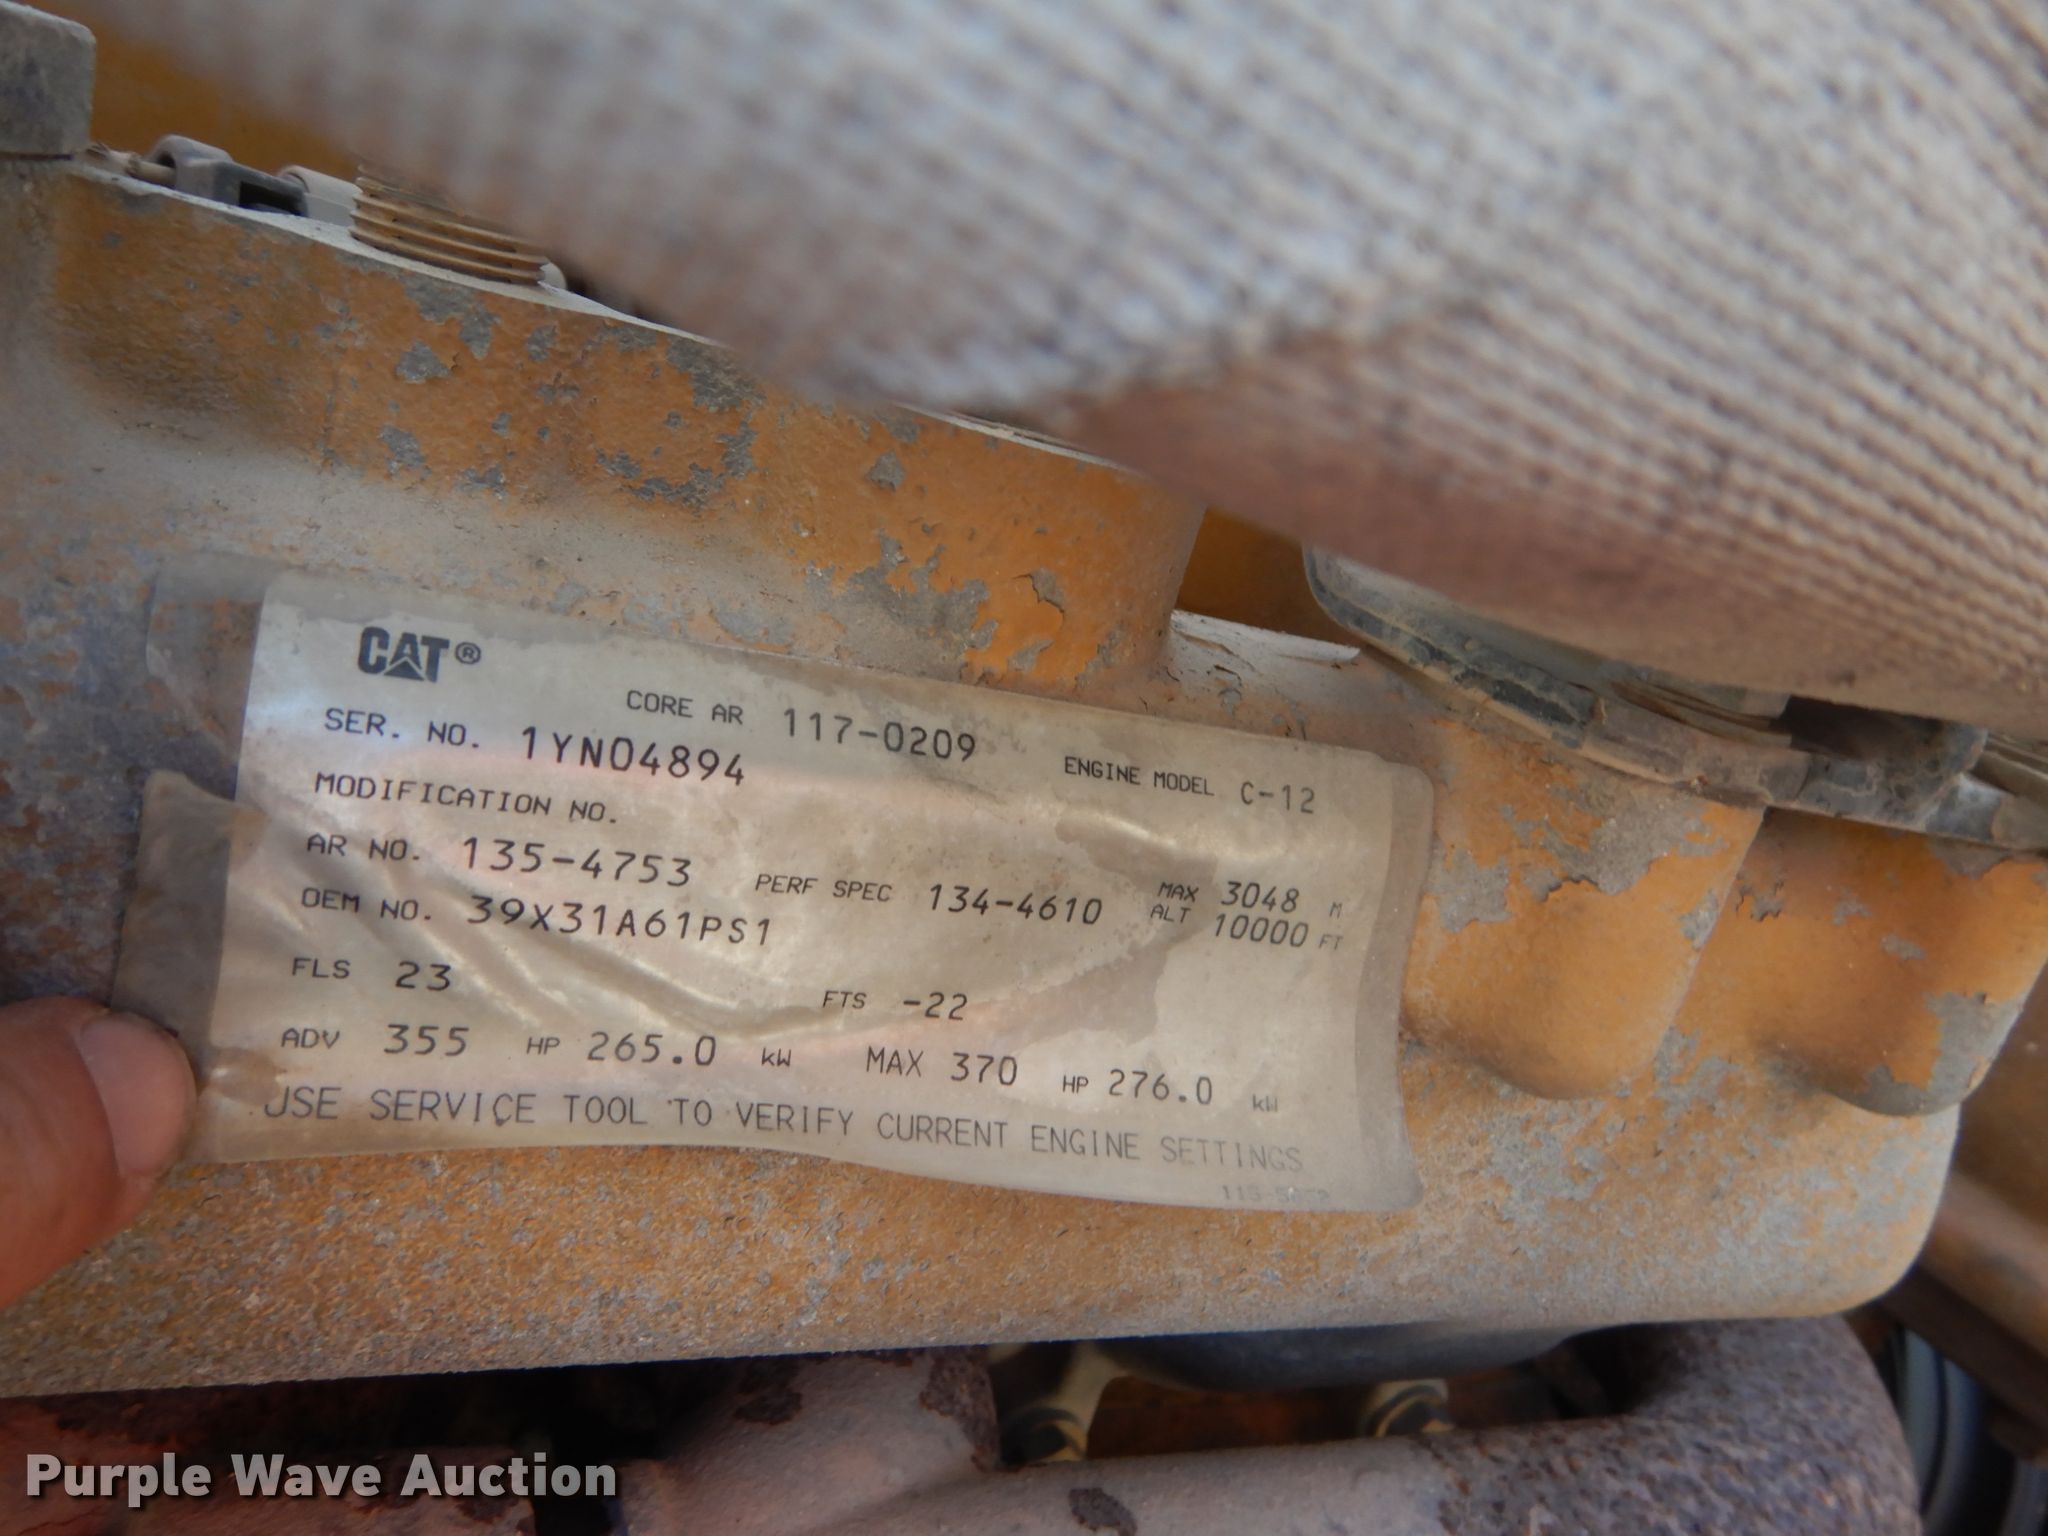 CAT®
CORE AR 117-0209
SER. NO. 1YN04894
ENGINE MODEL C-12
MODIFICATION NO.
AR NO. 135-4753
PERF SPEC 134-4610
MAX ALT 3048 M
10000 FT
OEM NO. 39X31A61PS1
FLS 23 FTS -22
ADV 355 HP 265.0 kW MAX 370 HP 276.0 kW
USE SERVICE TOOL TO VERIFY CURRENT ENGINE SETTINGS
Purple Wave Auction